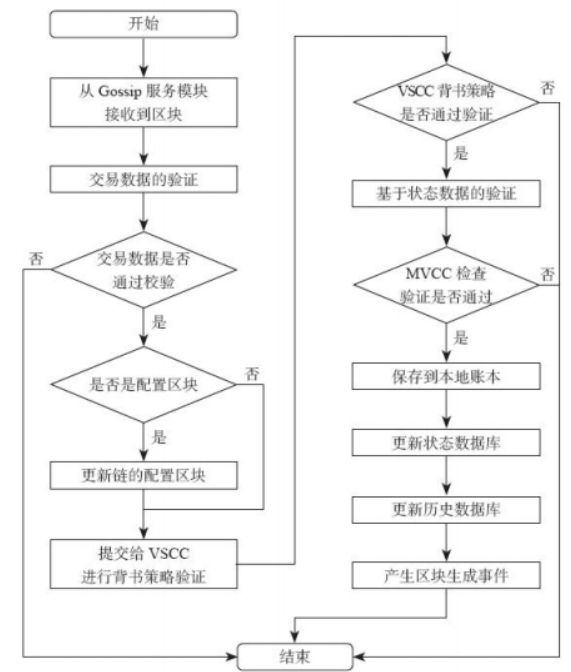 开始
从 Gossip 服务模块
接收到区块
交易数据的验证
交易数据是否
通过校验
否
是
是否是配置区块
否
是
更新链的配置区块
提交给 VSCC
进行背书策略验证
VSCC 背书策略
是否通过验证
否
是
基于状态数据的验证
MVCC 检查
验证是否通过
否
是
保存到本地账本
更新状态数据库
更新历史数据库
产生区块生成事件
结束